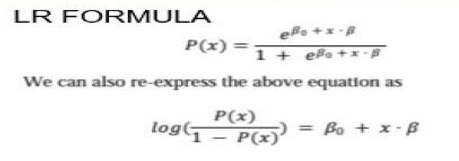 LR FORMULA
P(x) = e^{β₀ + x · β} / 1 + e^{β₀ + x · β}
We can also re-express the above equation as
log(P(x) / 1 − P(x)) = β₀ + x · β